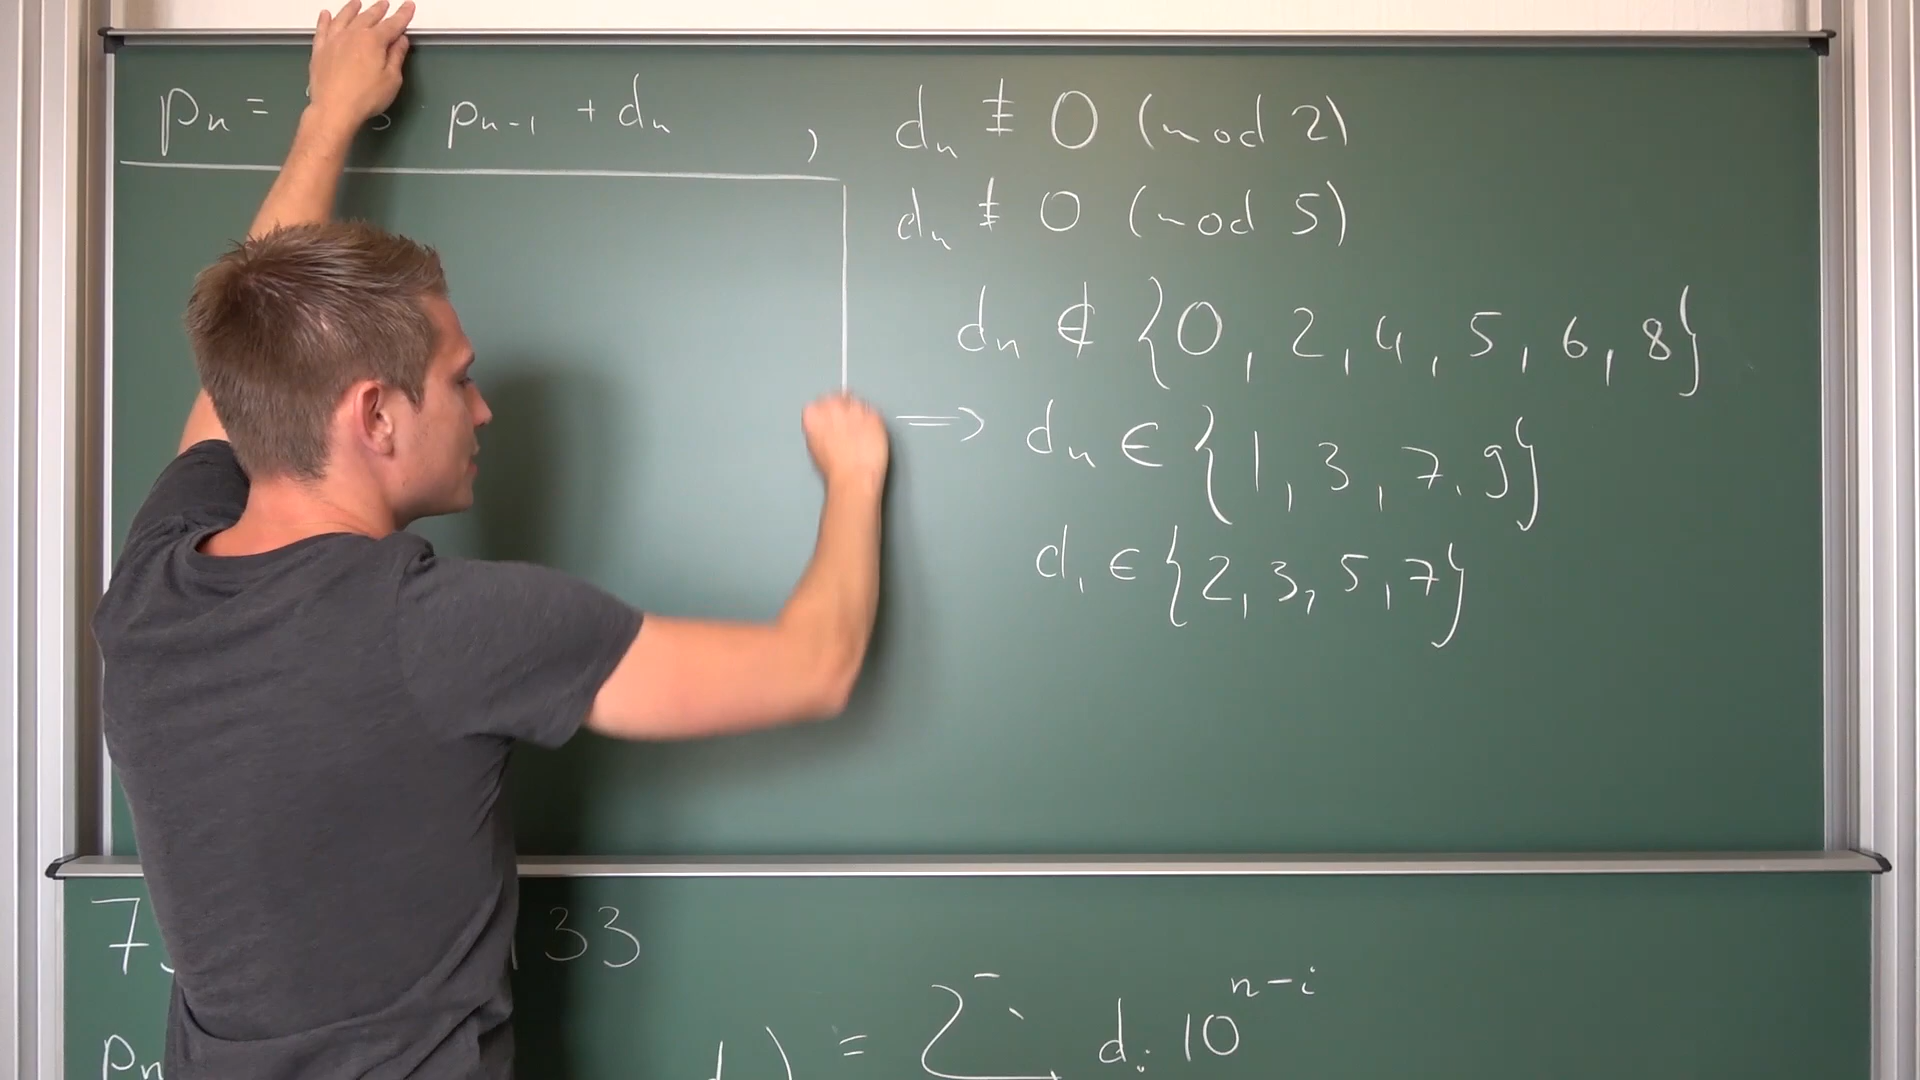 pₙ = pₙ₋₁ + dₙ , dₙ ≢ 0 (mod 2)
dₙ ≢ 0 (mod 5)
dₙ ∉ {0, 2, 4, 5, 6, 8}
⇒ dₙ ∈ {1, 3, 7, 9}
d₁ ∈ {2, 3, 5, 7}
7 33
pₙ ) = ∑ dᵢ 10ⁿ⁻ⁱ